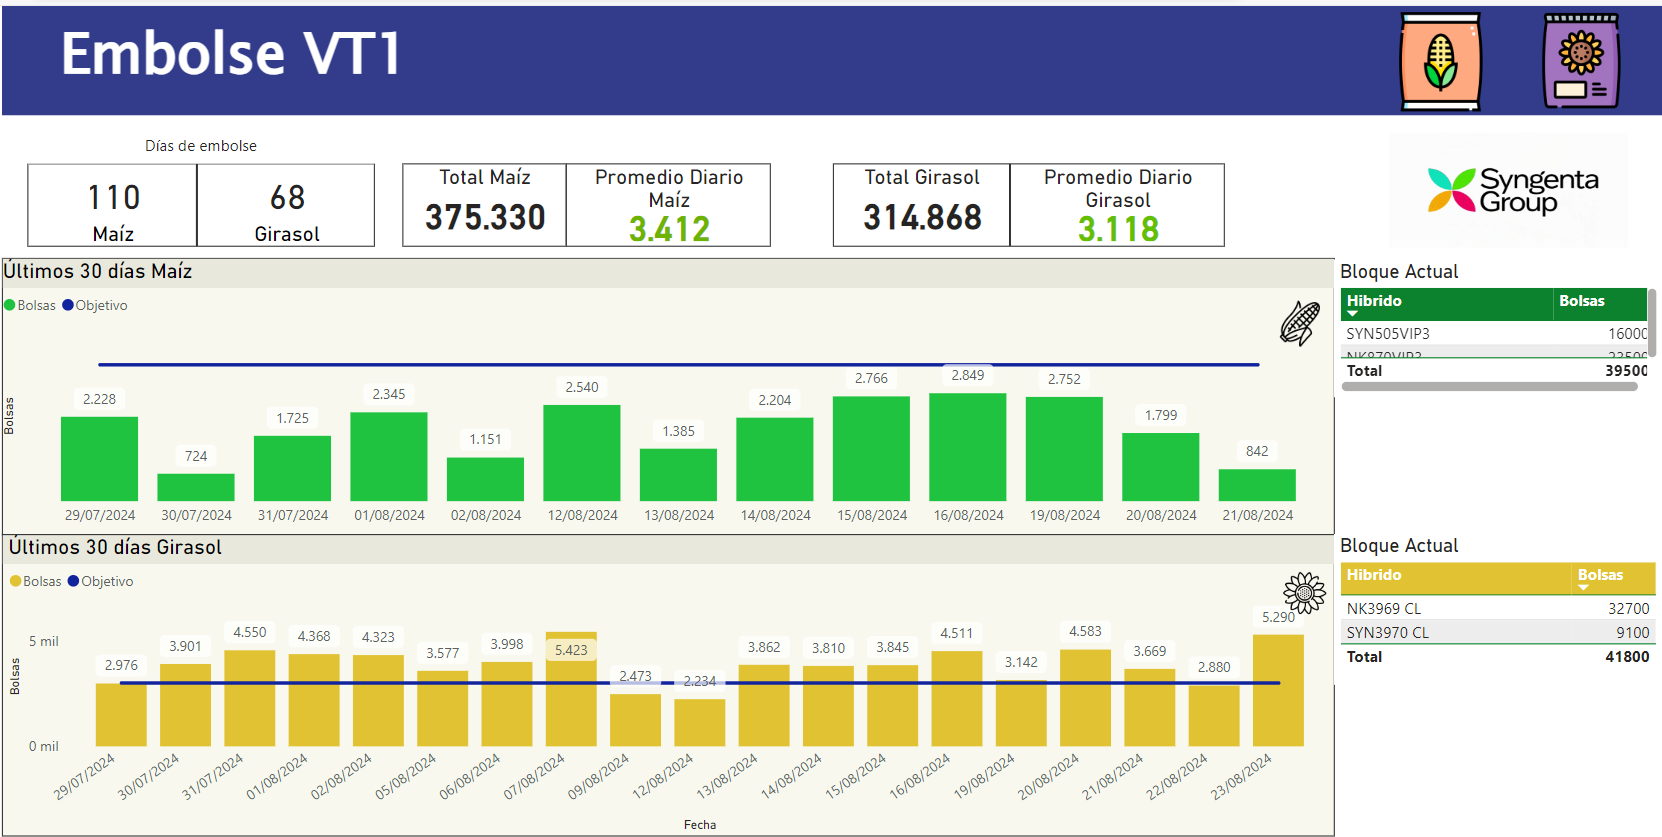 Embolse VT1
Días de embolse
110
Maíz
68
Girasol
Total Maíz
375.330
Promedio Diario
Maíz
3.412
Total Girasol
314.868
Promedio Diario
Girasol
3.118
Syngenta
Group
Últimos 30 días Maíz
Bolsas Objetivo
Bolsas
2.228
724
1.725
2.345
1.151
2.540
1.385
2.204
2.766
2.849
2.752
1.799
842
29/07/2024 30/07/2024 31/07/2024 01/08/2024 02/08/2024 12/08/2024 13/08/2024 14/08/2024 15/08/2024 16/08/2024 19/08/2024 20/08/2024 21/08/2024
Bloque Actual
Hibrido Bolsas
SYN505VIP3 16000
NK870VIP3 23500
Total 39500
Últimos 30 días Girasol
Bolsas Objetivo
Bolsas
5 mil
0 mil
2.976
3.901
4.550
4.368
4.323
3.577
3.998
5.423
2.473
2.234
3.862
3.810
3.845
4.511
3.142
4.583
3.669
2.880
5.290
29/07/2024 30/07/2024 31/07/2024 01/08/2024 02/08/2024 05/08/2024 06/08/2024 07/08/2024 09/08/2024 12/08/2024 13/08/2024 14/08/2024 15/08/2024 16/08/2024 19/08/2024 20/08/2024 21/08/2024 22/08/2024 23/08/2024
Fecha
Bloque Actual
Hibrido Bolsas
NK3969 CL 32700
SYN3970 CL 9100
Total 41800